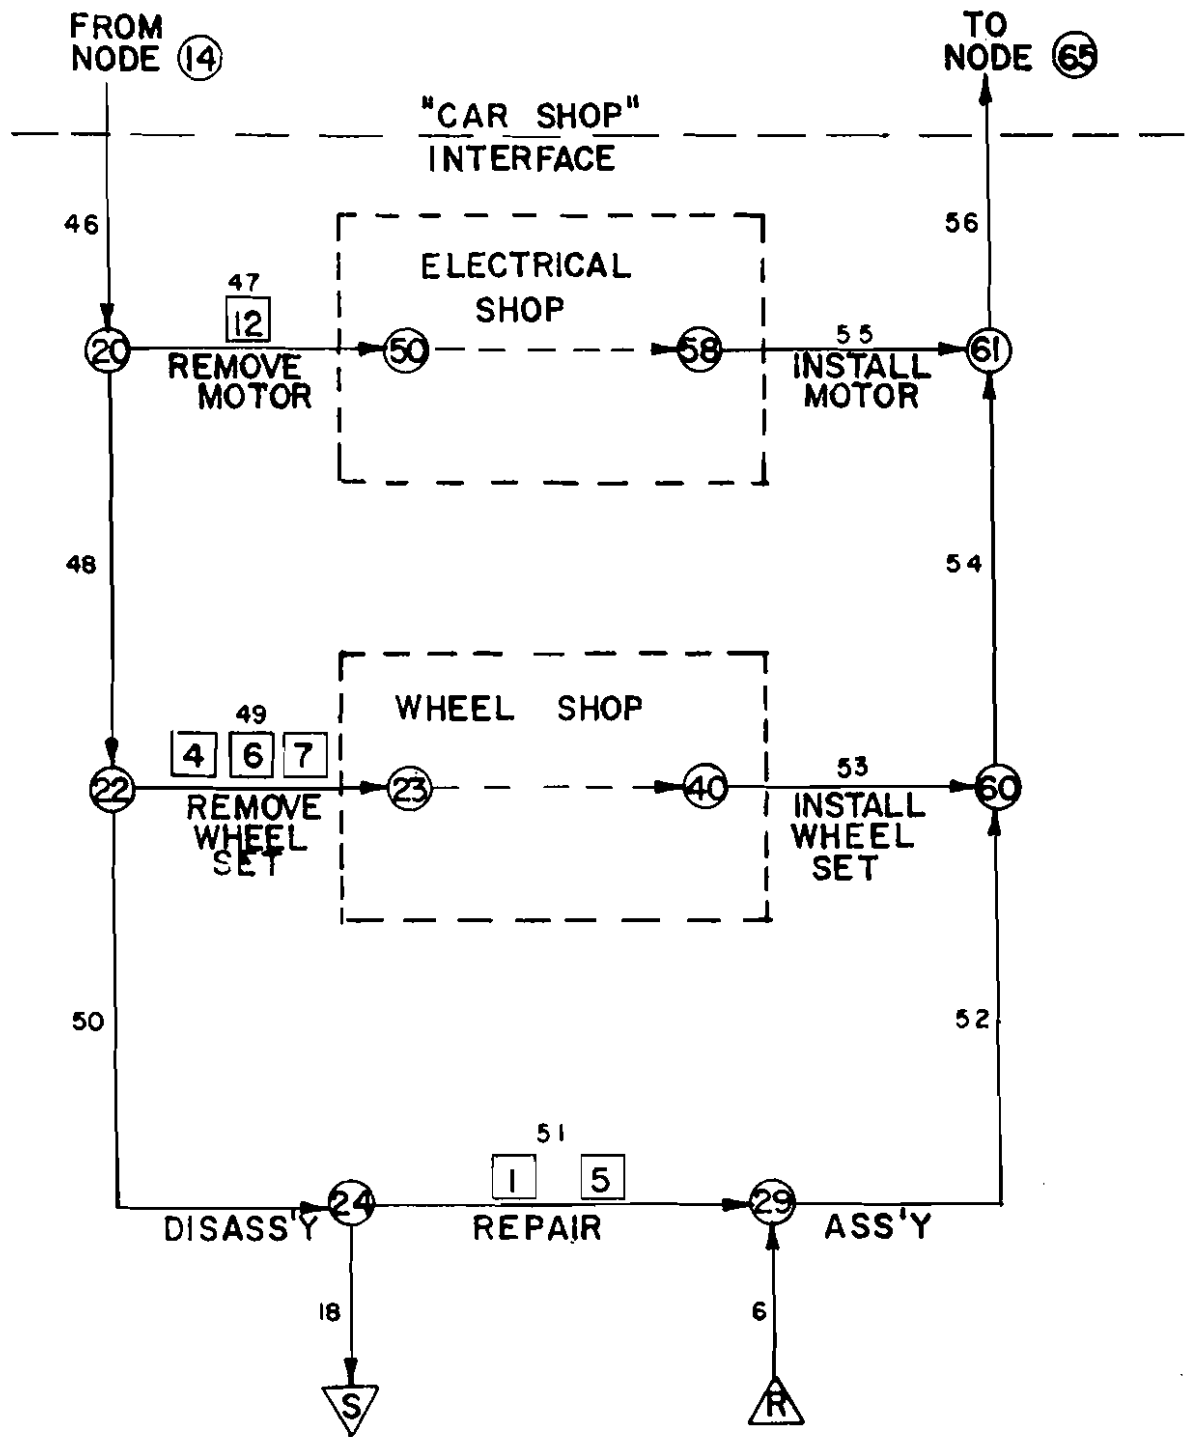 FROM
NODE 14
TO
NODE 65
"CAR SHOP"
INTERFACE
46
56
ELECTRICAL
SHOP
47
12
20
50
58
55
61
REMOVE
MOTOR
INSTALL
MOTOR
48
54
WHEEL SHOP
49
4 6 7
22
23
40
53
60
REMOVE
WHEEL
SET
INSTALL
WHEEL
SET
50
52
51
1 5
24
29
DISASS'Y
REPAIR
ASS'Y
18
6
S
R